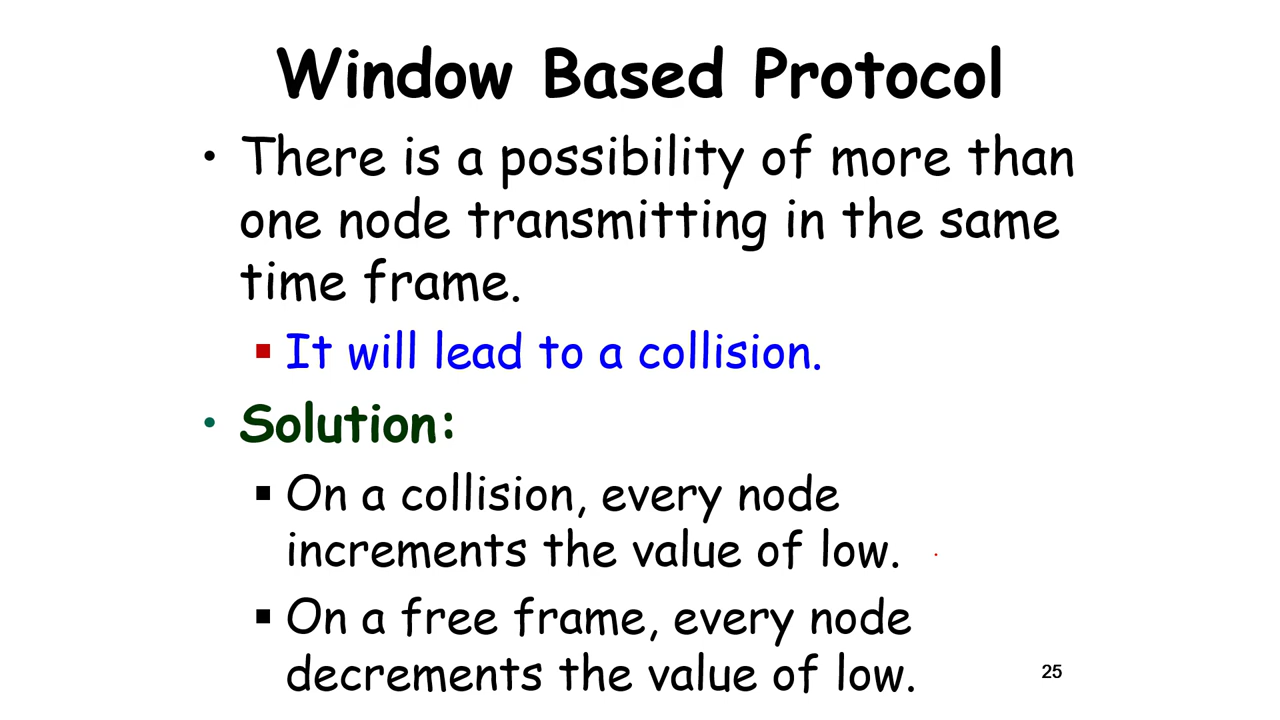 Window Based Protocol
• There is a possibility of more than
one node transmitting in the same
time frame.
▪ It will lead to a collision.
• Solution:
▪ On a collision, every node
increments the value of low.
▪ On a free frame, every node
decrements the value of low.
25